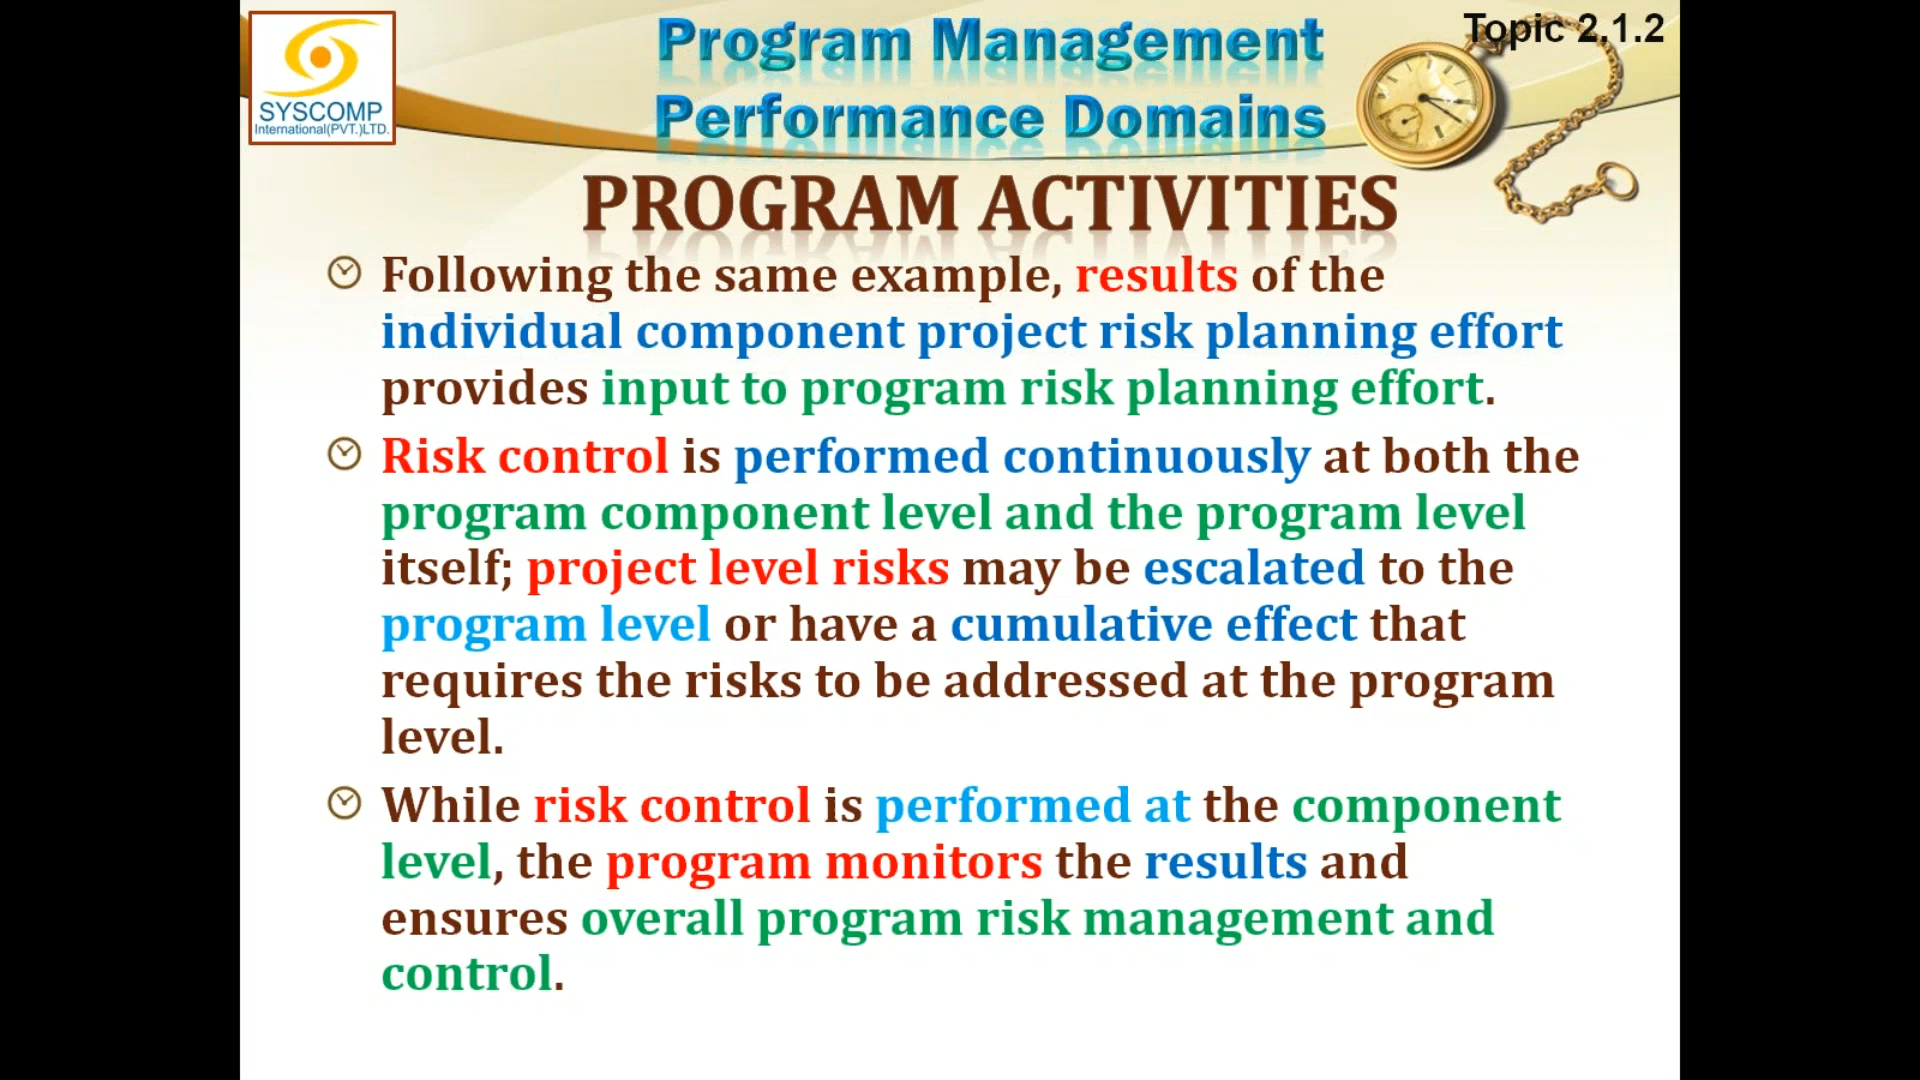 Topic 2.1.2
Program Management
Performance Domains
SYSCOMP
International(PVT.)LTD.
PROGRAM ACTIVITIES
Following the same example, results of the
individual component project risk planning effort
provides input to program risk planning effort.
Risk control is performed continuously at both the
program component level and the program level
itself; project level risks may be escalated to the
program level or have a cumulative effect that
requires the risks to be addressed at the program
level.
While risk control is performed at the component
level, the program monitors the results and
ensures overall program risk management and
control.